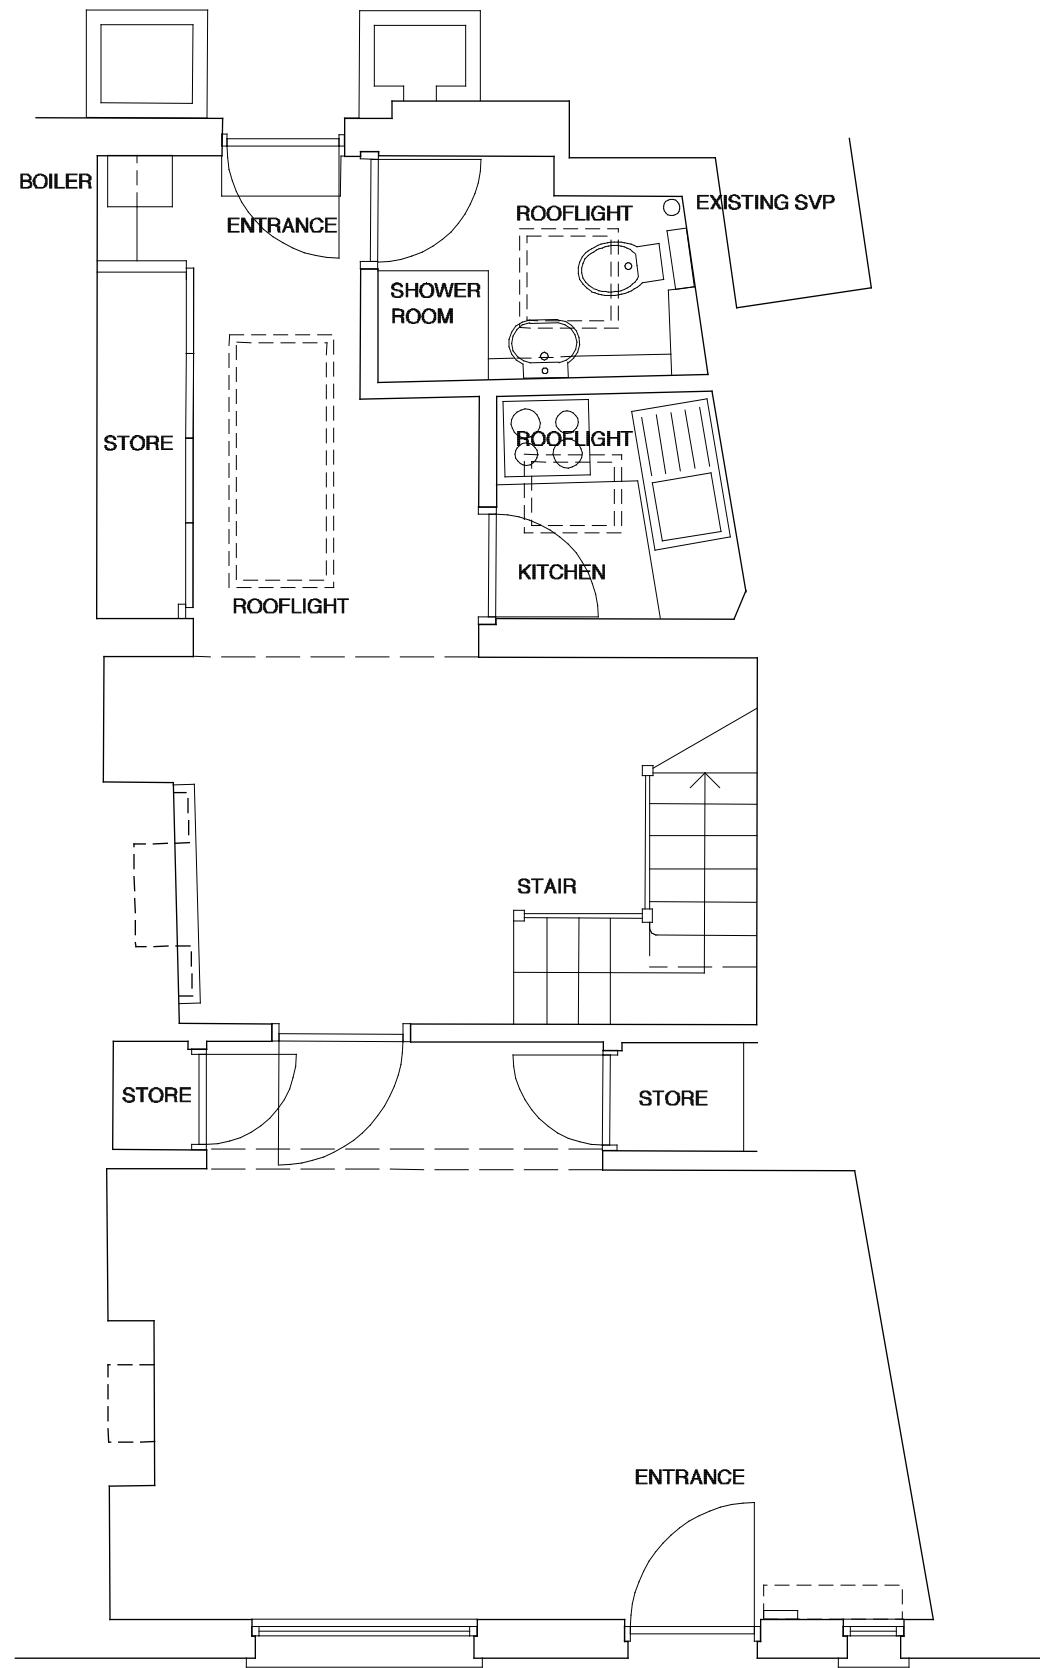 BOILER
EXISTING SVP
ROOFLIGHT
ENTRANCE
SHOWER
ROOM
STORE
ROOFLIGHT
KITCHEN
ROOFLIGHT
STAIR
STORE
STORE
ENTRANCE